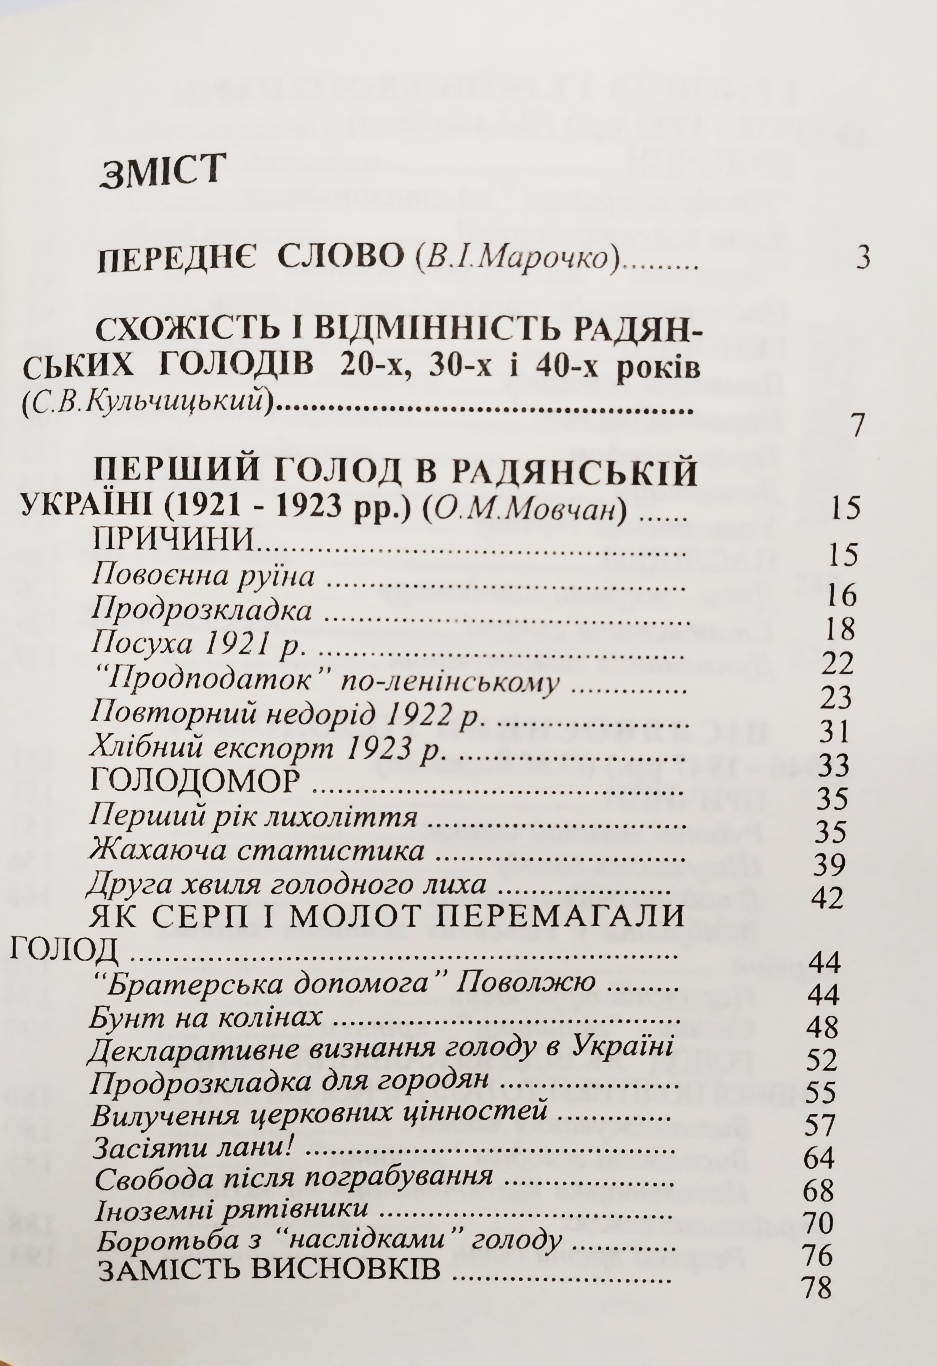 ЗМІСТ
ПЕРЕДНЄ СЛОВО (В.І.Марочко)......... 3
СХОЖІСТЬ І ВІДМІННІСТЬ РАДЯН-
СЬКИХ ГОЛОДІВ 20-х, 30-х і 40-х років
(С.В.Кульчицький)........................................................ 7
ПЕРШИЙ ГОЛОД В РАДЯНСЬКІЙ
УКРАЇНІ (1921 - 1923 рр.) (О.М.Мовчан) ...... 15
ПРИЧИНИ........................................................ 15
Повоєнна руїна ................................................ 16
Продрозкладка ................................................ 18
Посуха 1921 р. ................................................ 22
“Продподаток” по-ленінському ............... 23
Повторний недорід 1922 р. ......................... 31
Хлібний експорт 1923 р. .............................. 33
ГОЛОДОМОР .................................................. 35
Перший рік лихоліття .................................. 35
Жахаюча статистика .................................. 39
Друга хвиля голодного лиха ........................ 42
ЯК СЕРП І МОЛОТ ПЕРЕМАГАЛИ
ГОЛОД ............................................................ 44
“Братерська допомога” Поволжю ......... 44
Бунт на колінах ............................................. 48
Декларативне визнання голоду в Україні 52
Продрозкладка для городян ........................ 55
Вилучення церковних цінностей ............... 57
Засіяти лани! .................................................. 64
Свобода після пограбування ....................... 68
Іноземні рятівники ....................................... 70
Боротьба з “наслідками” голоду .............. 76
ЗАМІСТЬ ВИСНОВКІВ .............................. 78